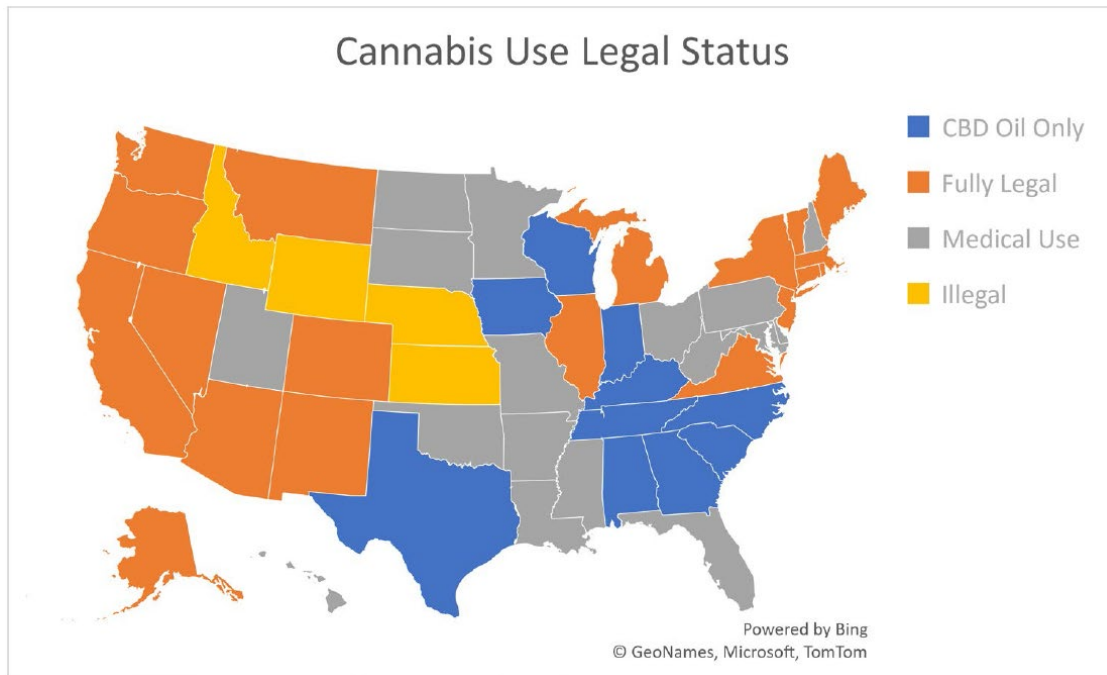 Cannabis Use Legal Status
CBD Oil Only
Fully Legal
Medical Use
Illegal
Powered by Bing
© GeoNames, Microsoft, TomTom